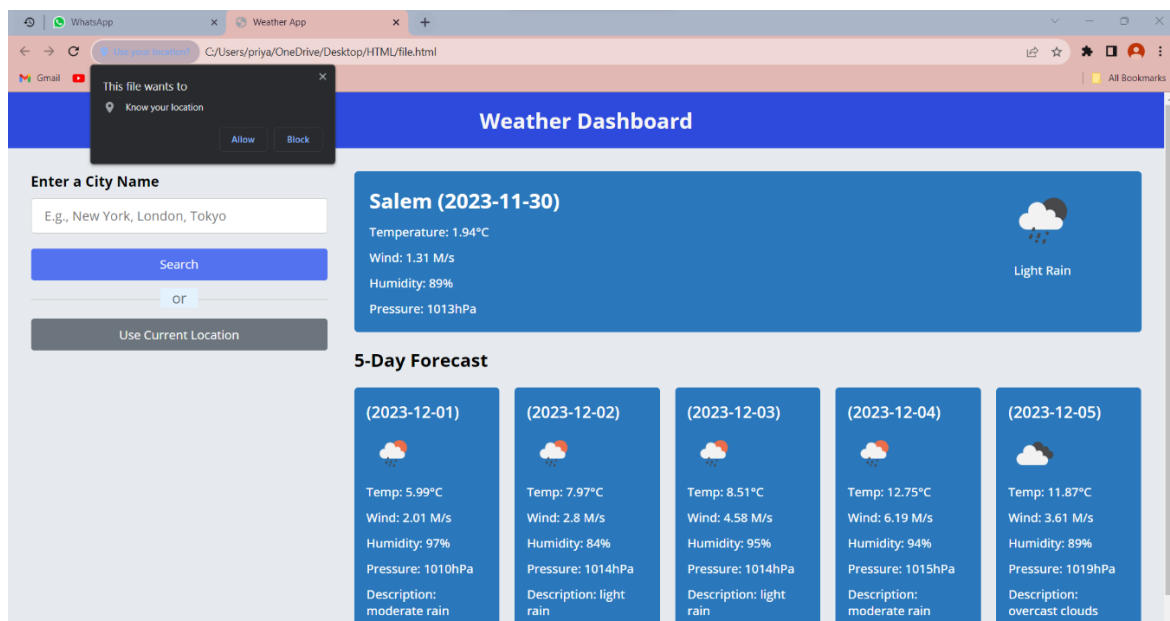 WhatsApp
Weather App
Use your location?
C:/Users/priya/OneDrive/Desktop/HTML/file.html
Gmail
All Bookmarks
This file wants to
Know your location
Allow
Block
Weather Dashboard
Enter a City Name
E.g., New York, London, Tokyo
Search
or
Use Current Location
Salem (2023-11-30)
Temperature: 1.94°C
Wind: 1.31 M/s
Humidity: 89%
Pressure: 1013hPa
Light Rain
5-Day Forecast
(2023-12-01)
Temp: 5.99°C
Wind: 2.01 M/s
Humidity: 97%
Pressure: 1010hPa
Description:
moderate rain
(2023-12-02)
Temp: 7.97°C
Wind: 2.8 M/s
Humidity: 84%
Pressure: 1014hPa
Description: light
rain
(2023-12-03)
Temp: 8.51°C
Wind: 4.58 M/s
Humidity: 95%
Pressure: 1014hPa
Description: light
rain
(2023-12-04)
Temp: 12.75°C
Wind: 6.19 M/s
Humidity: 94%
Pressure: 1015hPa
Description:
moderate rain
(2023-12-05)
Temp: 11.87°C
Wind: 3.61 M/s
Humidity: 89%
Pressure: 1019hPa
Description:
overcast clouds